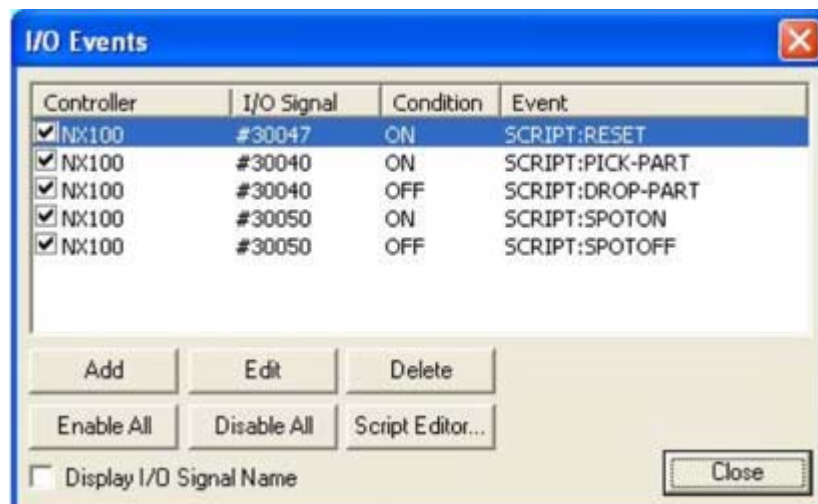 I/O Events
Controller I/O Signal Condition Event
NX100 #30047 ON SCRIPT:RESET
NX100 #30040 ON SCRIPT:PICK-PART
NX100 #30040 OFF SCRIPT:DROP-PART
NX100 #30050 ON SCRIPT:SPOTON
NX100 #30050 OFF SCRIPT:SPOTOFF
Add Edit Delete
Enable All Disable All Script Editor...
Display I/O Signal Name Close